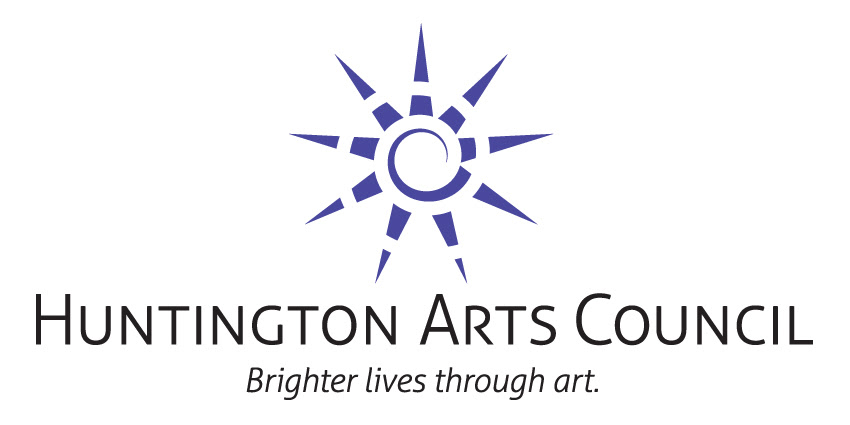 Huntington Arts Council
Brighter lives through art.